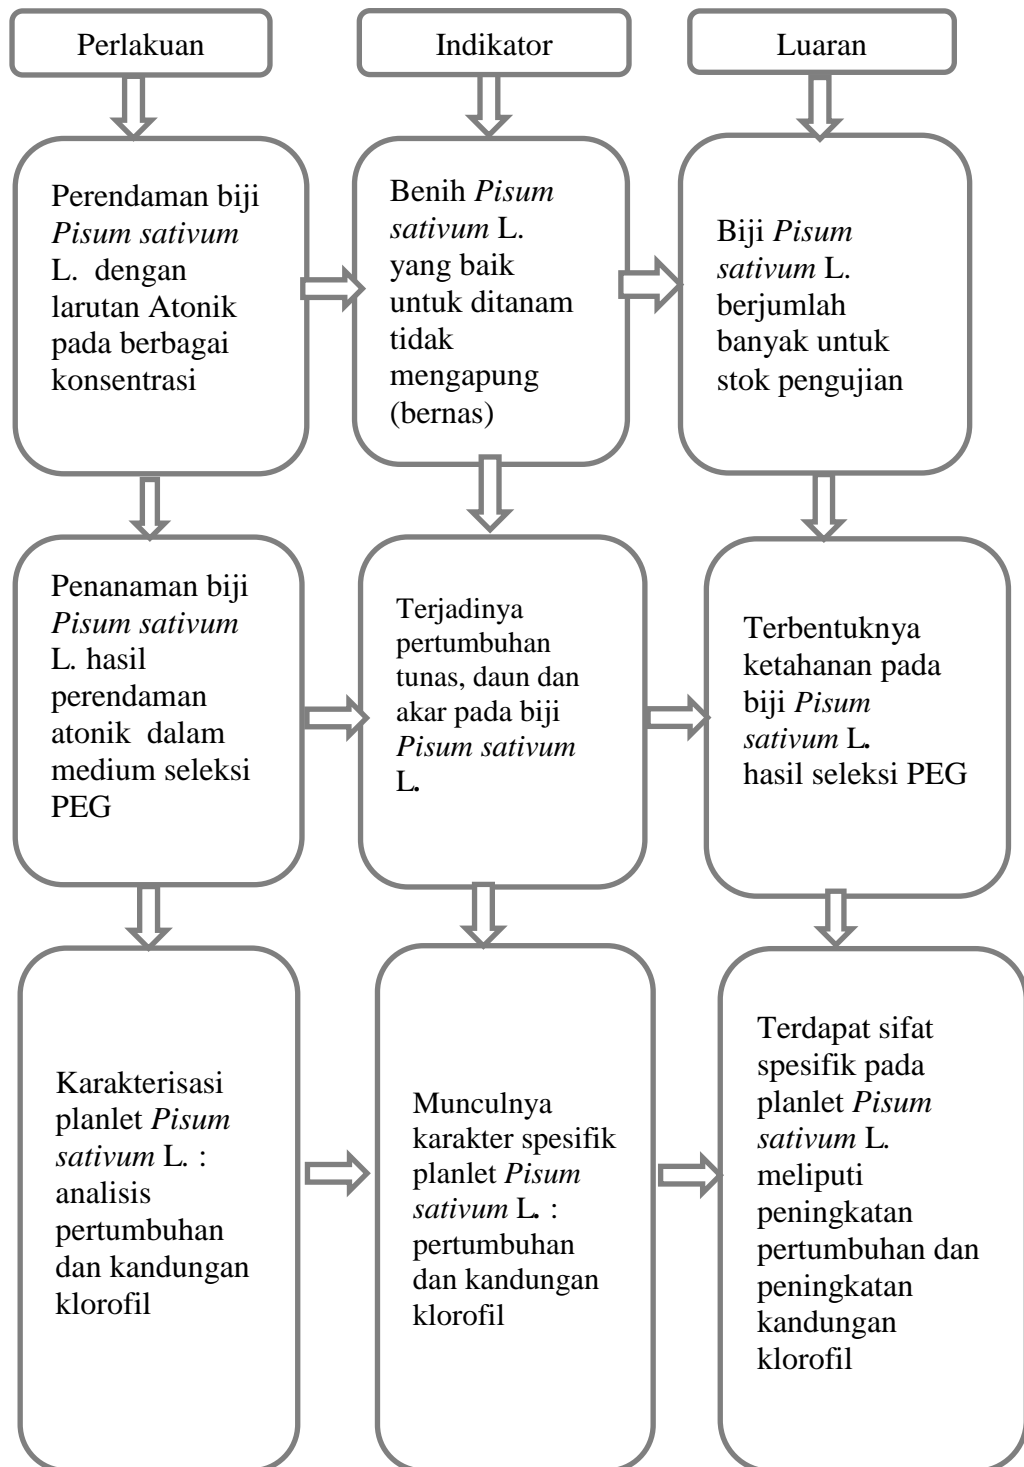 Perlakuan
Indikator
Luaran
Perendaman biji
Pisum sativum
L. dengan
larutan Atonik
pada berbagai
konsentrasi
Benih Pisum
sativum L.
yang baik
untuk ditanam
tidak
mengapung
(bernas)
Biji Pisum
sativum L.
berjumlah
banyak untuk
stok pengujian
Penanaman biji
Pisum sativum
L. hasil
perendaman
atonik dalam
medium seleksi
PEG
Terjadinya
pertumbuhan
tunas, daun dan
akar pada biji
Pisum sativum
L.
Terbentuknya
ketahanan pada
biji Pisum
sativum L.
hasil seleksi PEG
Karakterisasi
planlet Pisum
sativum L. :
analisis
pertumbuhan
dan kandungan
klorofil
Munculnya
karakter spesifik
planlet Pisum
sativum L. :
pertumbuhan
dan kandungan
klorofil
Terdapat sifat
spesifik pada
planlet Pisum
sativum L.
meliputi
peningkatan
pertumbuhan dan
peningkatan
kandungan
klorofil